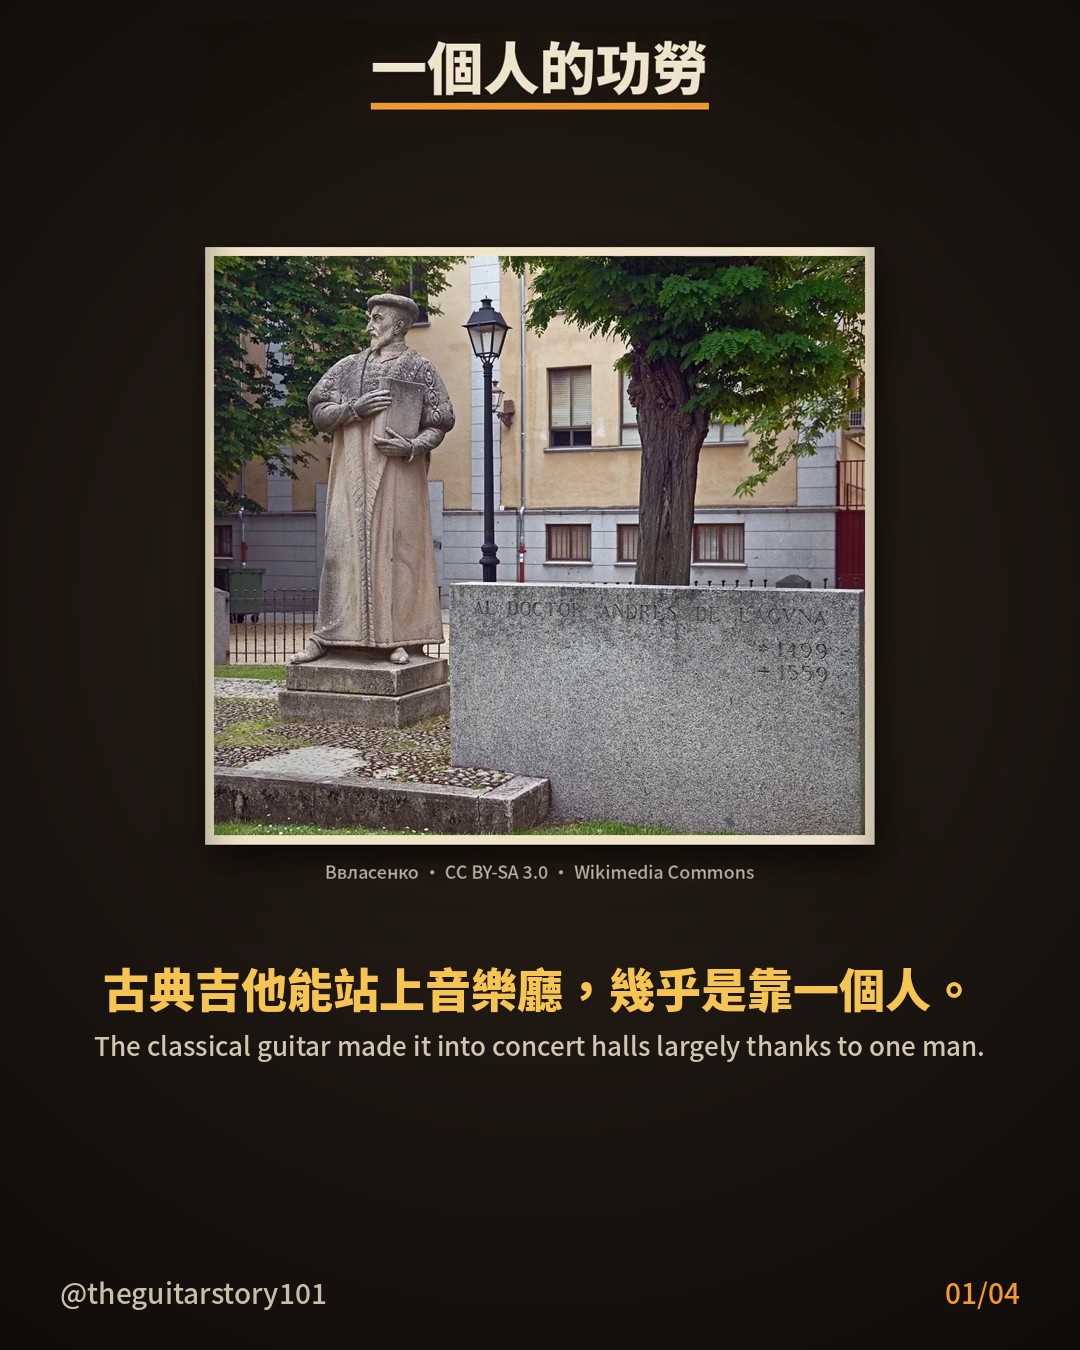 一個人的功勞
AL DOCTOR ANDRES DE LAGVNA
* 1499
+ 1559
Ввласенко • CC BY-SA 3.0 • Wikimedia Commons
古典吉他能站上音樂廳，幾乎是靠一個人。
The classical guitar made it into concert halls largely thanks to one man.
@theguitarstory101
01/04